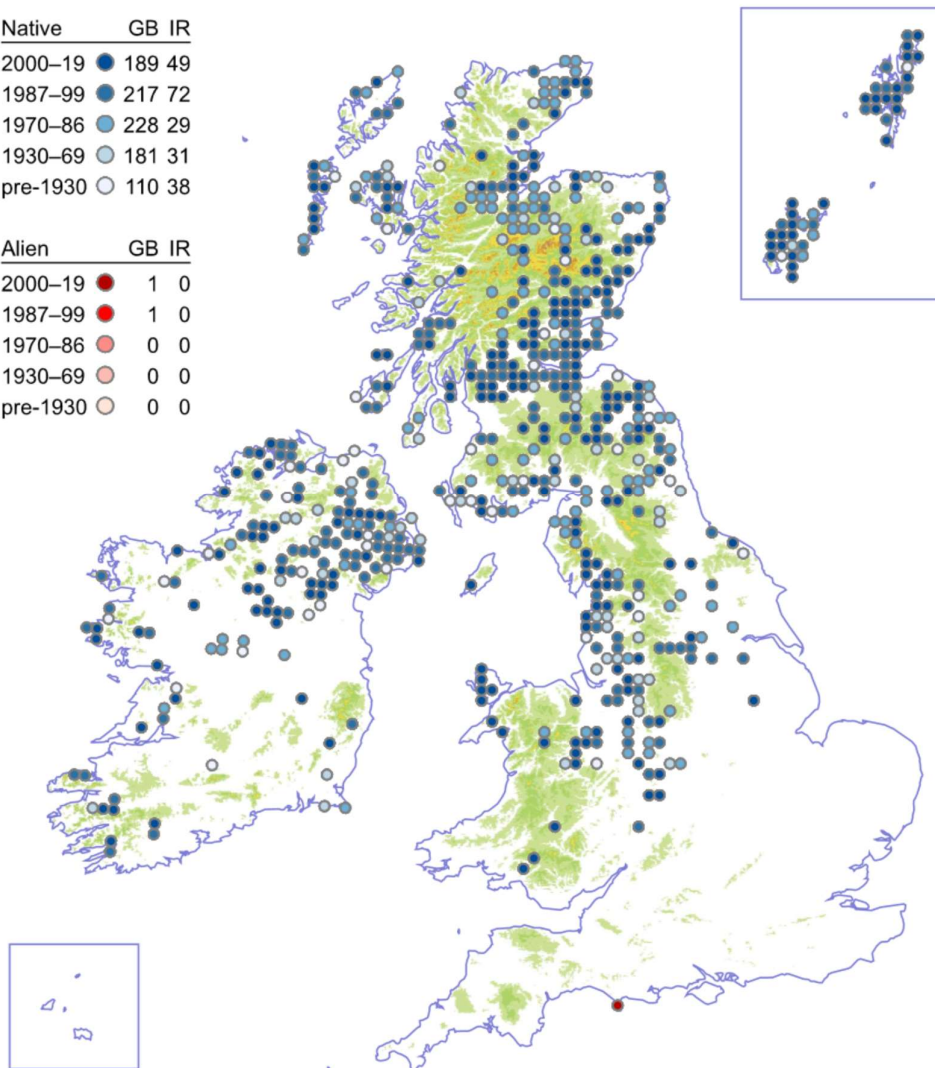 Native GB IR
2000–19 189 49
1987–99 217 72
1970–86 228 29
1930–69 181 31
pre-1930 110 38
Alien GB IR
2000–19 1 0
1987–99 1 0
1970–86 0 0
1930–69 0 0
pre-1930 0 0